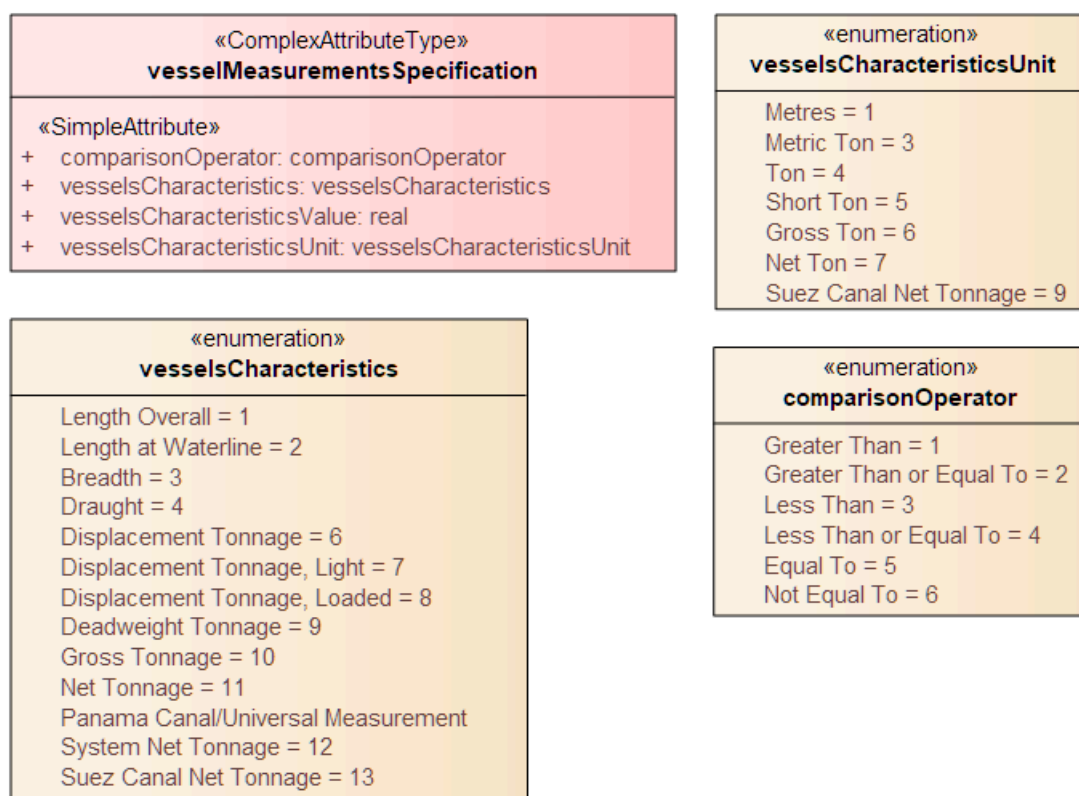 «ComplexAttributeType»
vesselMeasurementsSpecification
«SimpleAttribute»
+ comparisonOperator: comparisonOperator
+ vesselsCharacteristics: vesselsCharacteristics
+ vesselsCharacteristicsValue: real
+ vesselsCharacteristicsUnit: vesselsCharacteristicsUnit
«enumeration»
vesselsCharacteristicsUnit
Metres = 1
Metric Ton = 3
Ton = 4
Short Ton = 5
Gross Ton = 6
Net Ton = 7
Suez Canal Net Tonnage = 9
«enumeration»
vesselsCharacteristics
Length Overall = 1
Length at Waterline = 2
Breadth = 3
Draught = 4
Displacement Tonnage = 6
Displacement Tonnage, Light = 7
Displacement Tonnage, Loaded = 8
Deadweight Tonnage = 9
Gross Tonnage = 10
Net Tonnage = 11
Panama Canal/Universal Measurement
System Net Tonnage = 12
Suez Canal Net Tonnage = 13
«enumeration»
comparisonOperator
Greater Than = 1
Greater Than or Equal To = 2
Less Than = 3
Less Than or Equal To = 4
Equal To = 5
Not Equal To = 6